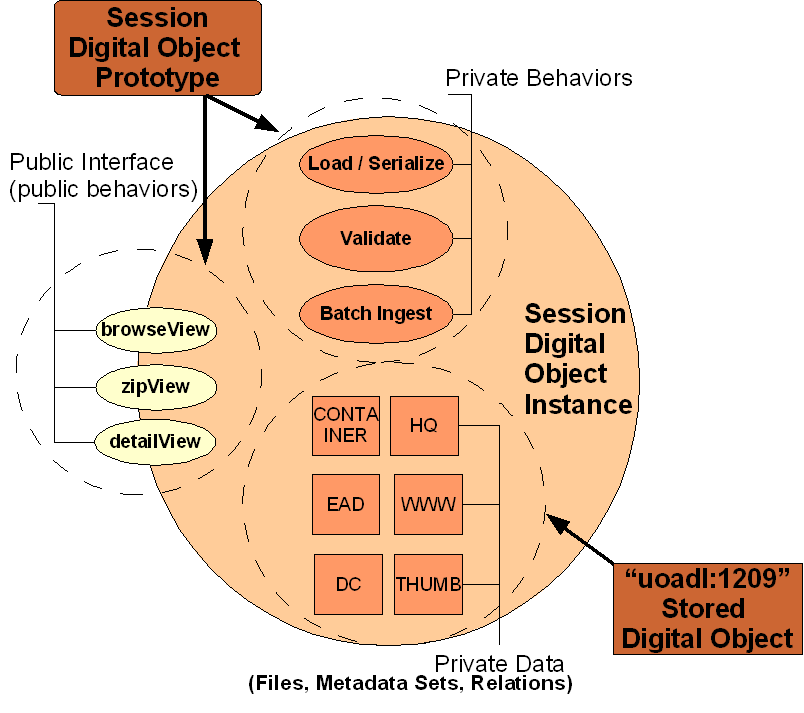 Session
Digital Object
Prototype
Private Behaviors
Public Interface
(public behaviors)
Load / Serialize
Validate
Batch Ingest
browseView
zipView
detailView
Session
Digital
Object
Instance
CONTA
INER
HQ
EAD
WWW
DC
THUMB
“uoadl:1209”
Stored
Digital Object
Private Data
(Files, Metadata Sets, Relations)